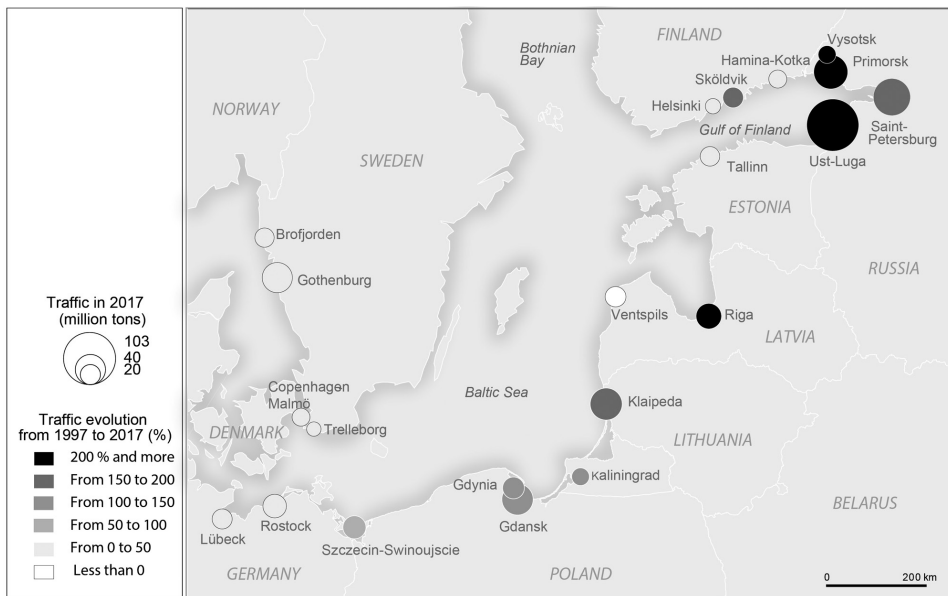 Traffic in 2017
(million tons)
103
40
20
Traffic evolution
from 1997 to 2017 (%)
200 % and more
From 150 to 200
From 100 to 150
From 50 to 100
From 0 to 50
Less than 0
Bothnian
Bay
FINLAND
Vysotsk
Hamina-Kotka
Primorsk
Sköldvik
Helsinki
NORWAY
Gulf of Finland
Saint-
Petersburg
SWEDEN
Ust-Luga
Tallinn
ESTONIA
Brofjorden
RUSSIA
Gothenburg
Ventspils
Riga
LATVIA
Copenhagen
Malmö
Baltic Sea
Klaipeda
DENMARK
Trelleborg
LITHUANIA
Kaliningrad
Gdynia
BELARUS
Gdansk
Rostock
Lübeck
Szczecin-Swinoujscie
GERMANY
POLAND
0
200 km